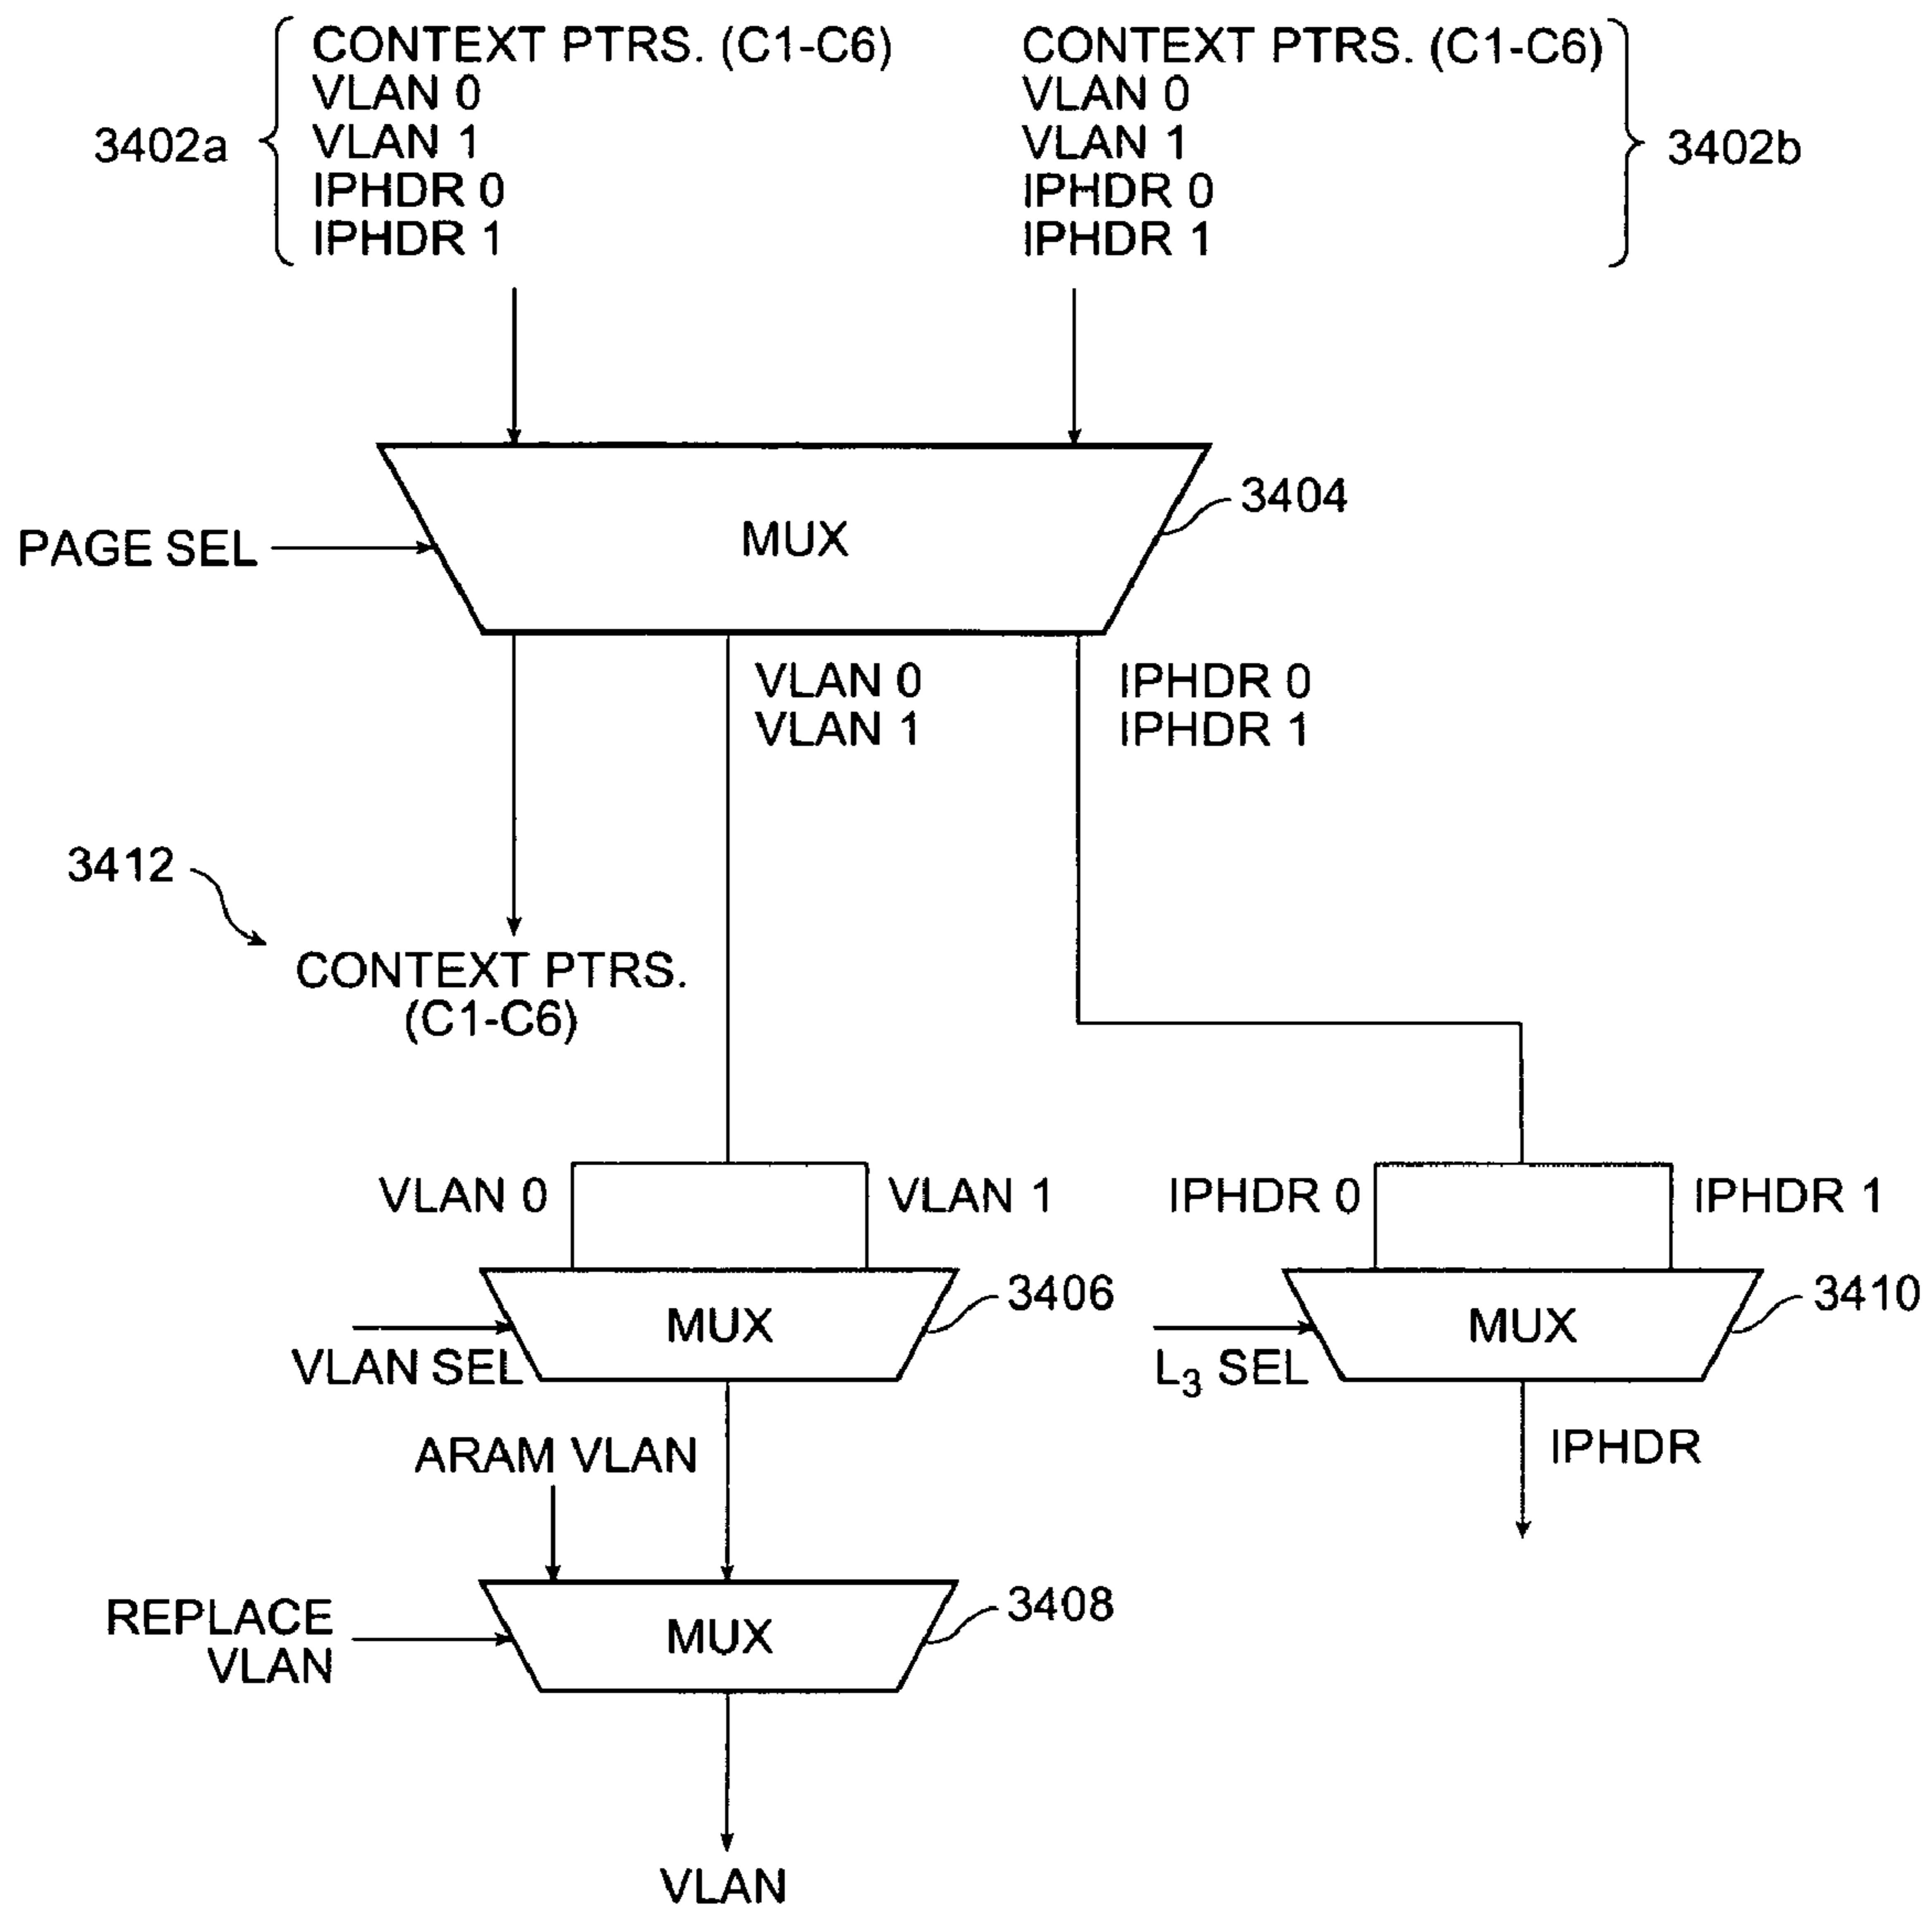 3402a
CONTEXT PTRS. (C1-C6)
VLAN 0
VLAN 1
IPHDR 0
IPHDR 1
CONTEXT PTRS. (C1-C6)
VLAN 0
VLAN 1
IPHDR 0
IPHDR 1
3402b
PAGE SEL
MUX
3404
VLAN 0
VLAN 1
IPHDR 0
IPHDR 1
3412
CONTEXT PTRS.
(C1-C6)
VLAN 0
VLAN 1
IPHDR 0
IPHDR 1
VLAN SEL
MUX
3406
L3 SEL
MUX
3410
ARAM VLAN
IPHDR
REPLACE
VLAN
MUX
3408
VLAN